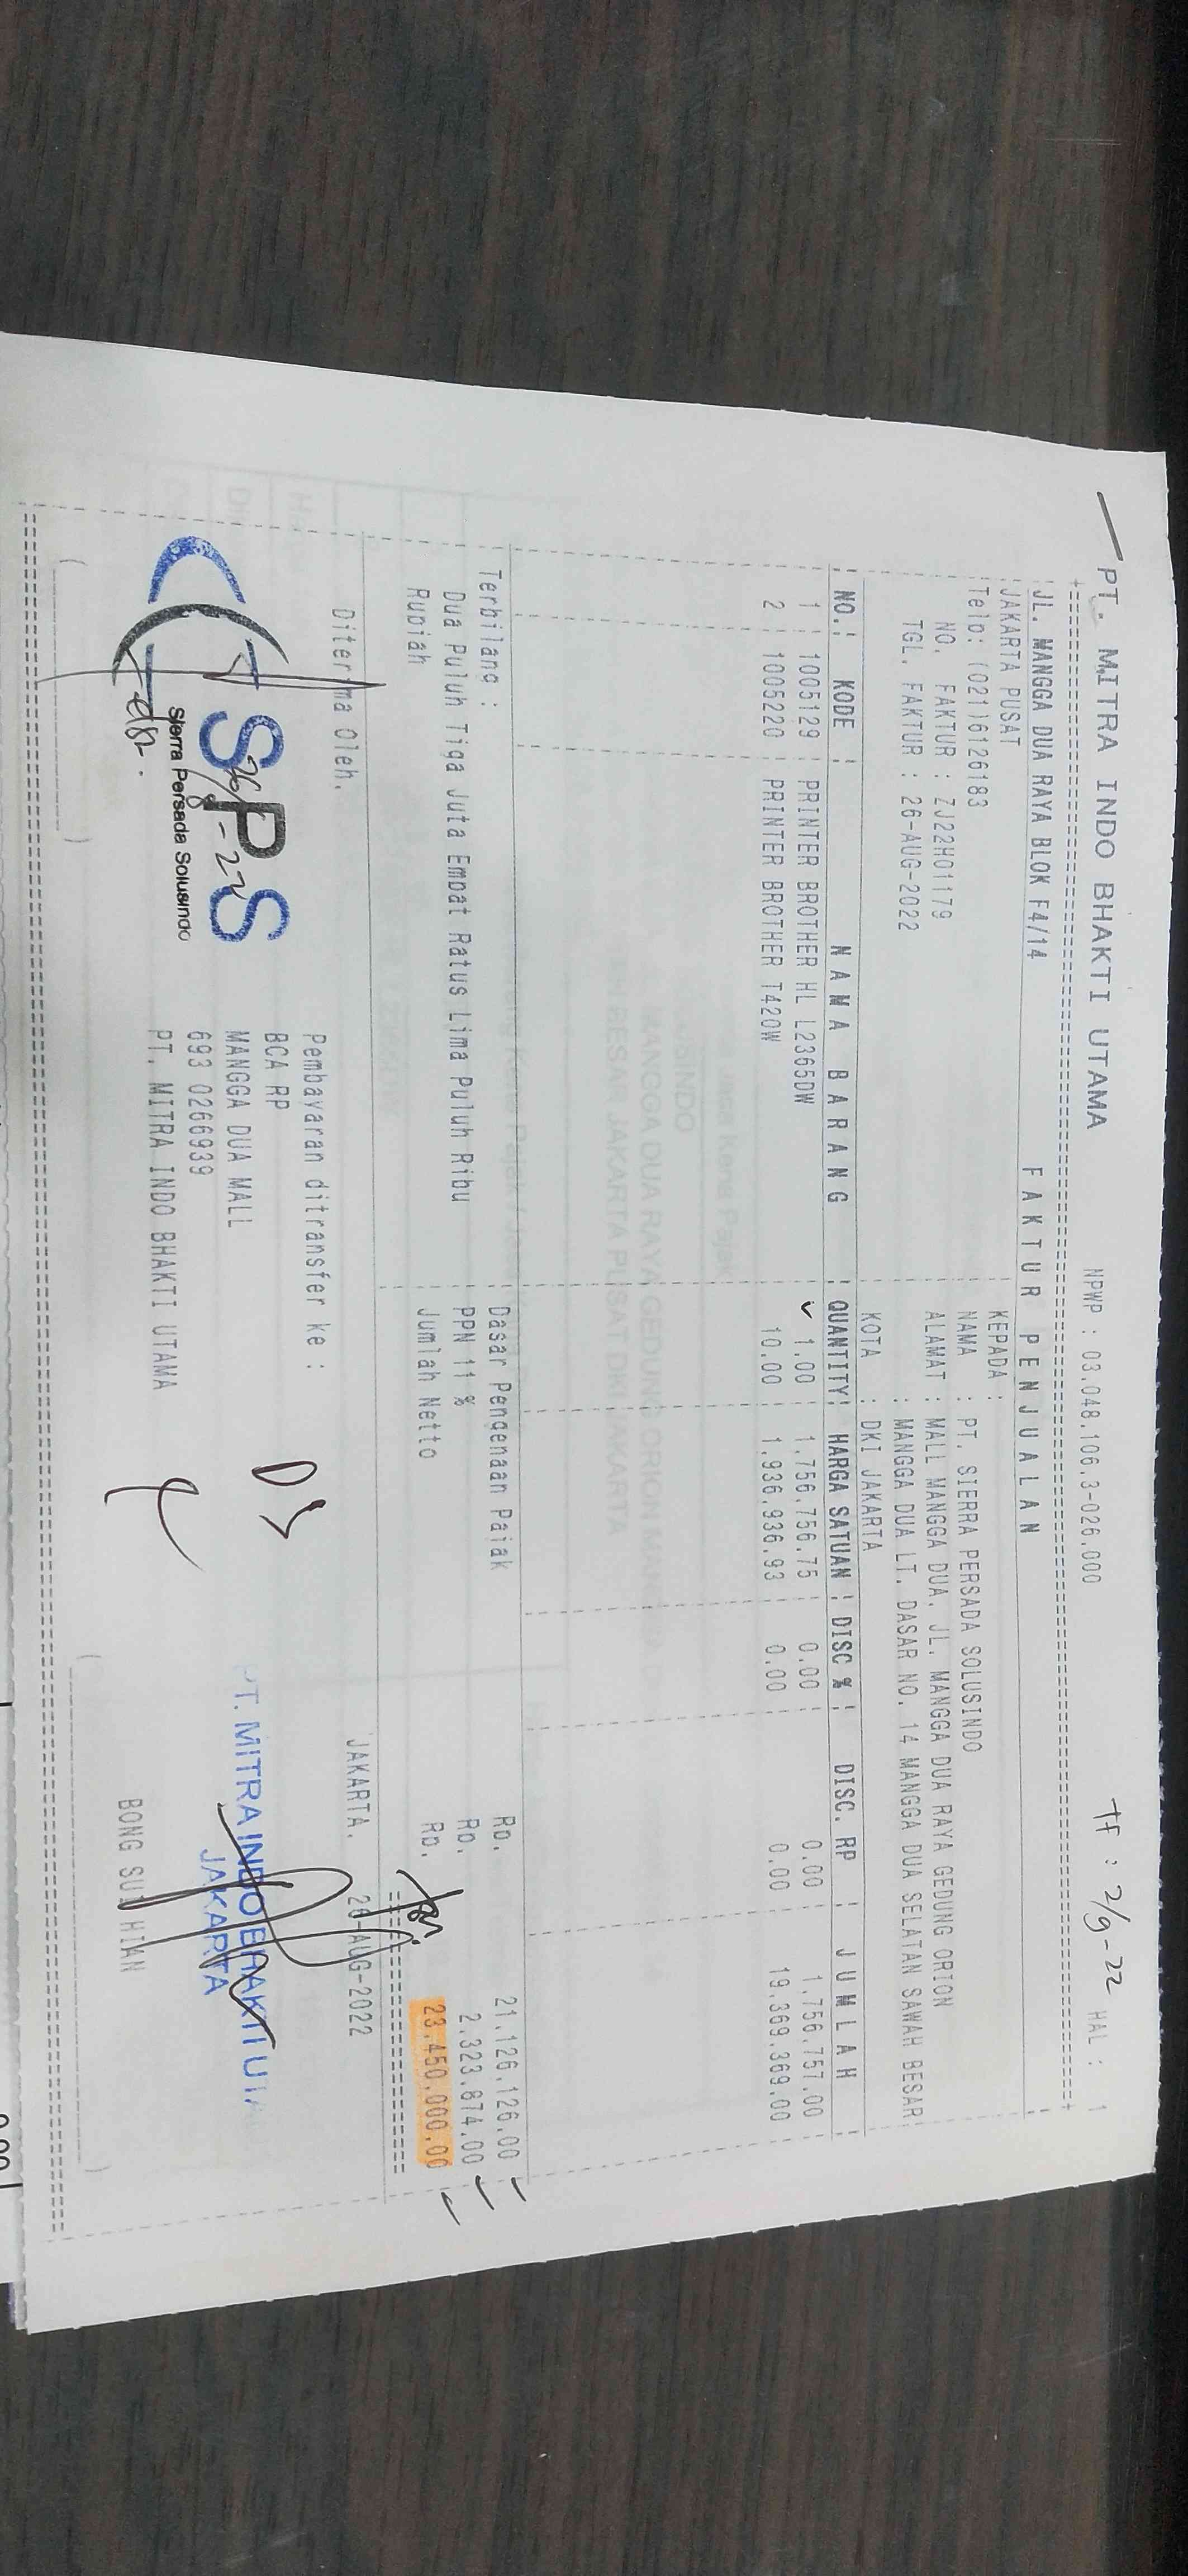 PT. MITRA INDO BHAKTI UTAMA NPWP : 03.048.106.3-026.000 TF : 2/9-22 HAL : 1
JL. MANGGA DUA RAYA BLOK F4/14 FAKTUR PENJUALAN
JAKARTA PUSAT KEPADA :
Telp: (021)6126183 NAMA : PT. SIERRA PERSADA SOLUSINDO
NO. FAKTUR : ZJ22H01179 ALAMAT : MALL MANGGA DUA, JL. MANGGA DUA RAYA GEDUNG ORION
TGL. FAKTUR : 26-AUG-2022 : MANGGA DUA LT. DASAR NO. 14 MANGGA DUA SELATAN SAWAH BESAR
KOTA : DKI JAKARTA
NO. KODE NAMA BARANG QUANTITY HARGA SATUAN DISC % DISC. RP JUMLAH
1 1005129 PRINTER BROTHER HL L2365DW 1.00 1,756,756.75 0.00 0.00 1,756,757.00
2 1005220 PRINTER BROTHER T420W 10.00 1,936,936.93 0.00 0.00 19,369,369.00
Terbilang : Dasar Pengenaan Pajak Rp. 21,126,126.00
Dua Puluh Tiga Juta Empat Ratus Lima Puluh Ribu PPN 11 % Rp. 2,323,874.00
Rupiah Jumlah Netto Rp. 23,450,000.00
JAKARTA, 26-AUG-2022
Diterima Oleh,
Pembayaran ditransfer ke :
BCA RP
MANGGA DUA MALL
693 0266939
PT. MITRA INDO BHAKTI UTAMA
SPS
Sierra Persada Solusindo
26/8-22
PT. MITRA INDO BHAKTI UTA
JAKARTA
BONG SUI HIAN